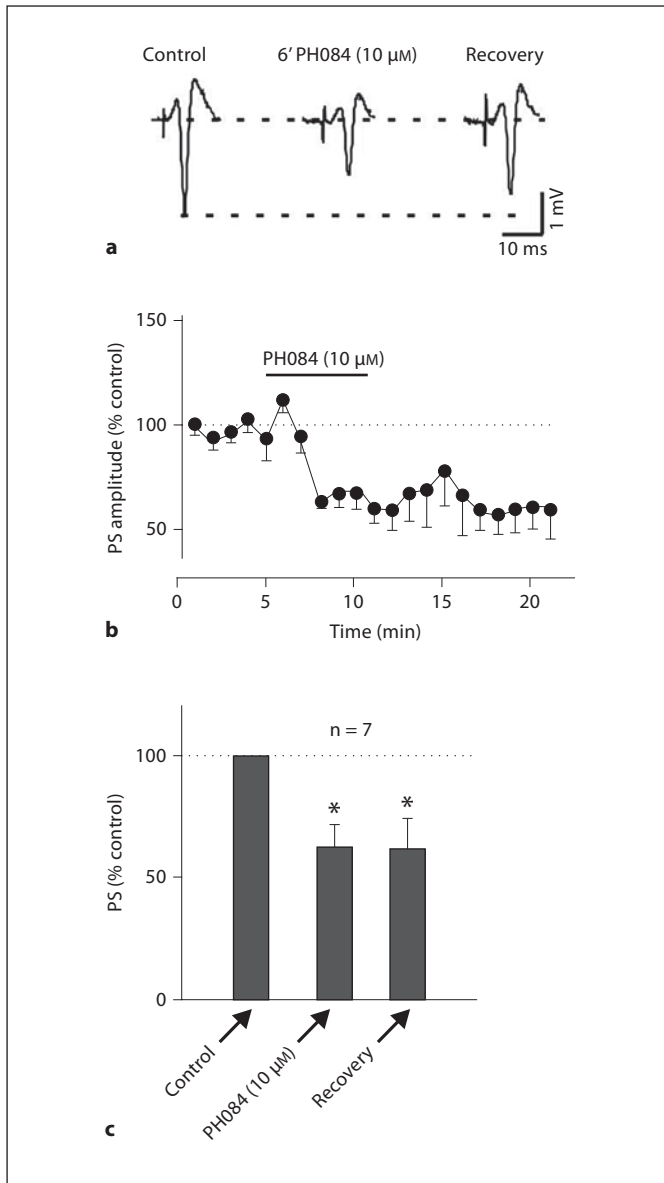 Control 6′ PH084 (10 μM) Recovery
1 mV
10 ms
a
150
PH084 (10 μM)
100
50
PS amplitude (% control)
0 5 10 15 20
Time (min)
b
n = 7
100
* *
50
0
PS (% control)
Control
PH084 (10 μM)
Recovery
c